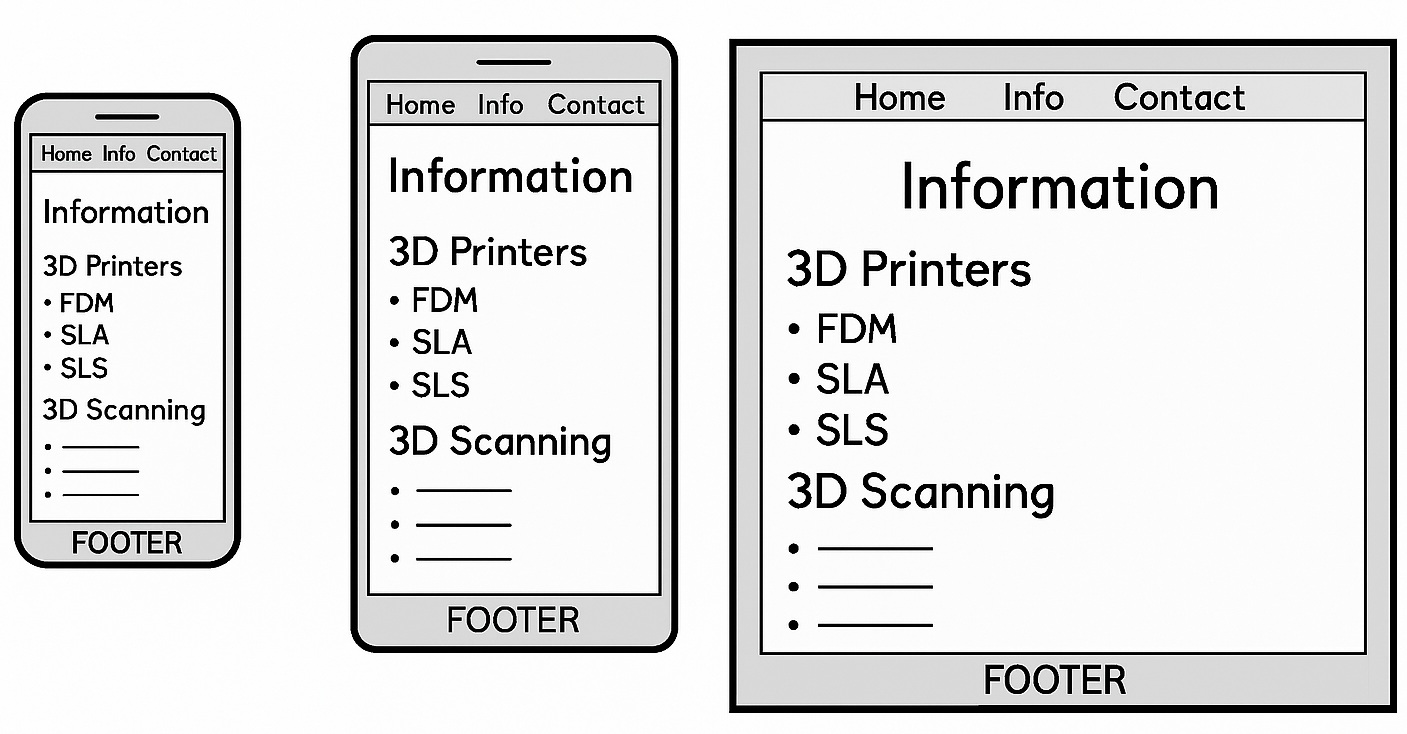 Home Info Contact
Information
3D Printers
• FDM
• SLA
• SLS
3D Scanning
FOOTER
Home Info Contact
Information
3D Printers
• FDM
• SLA
• SLS
3D Scanning
FOOTER
Home Info Contact
Information
3D Printers
• FDM
• SLA
• SLS
3D Scanning
FOOTER